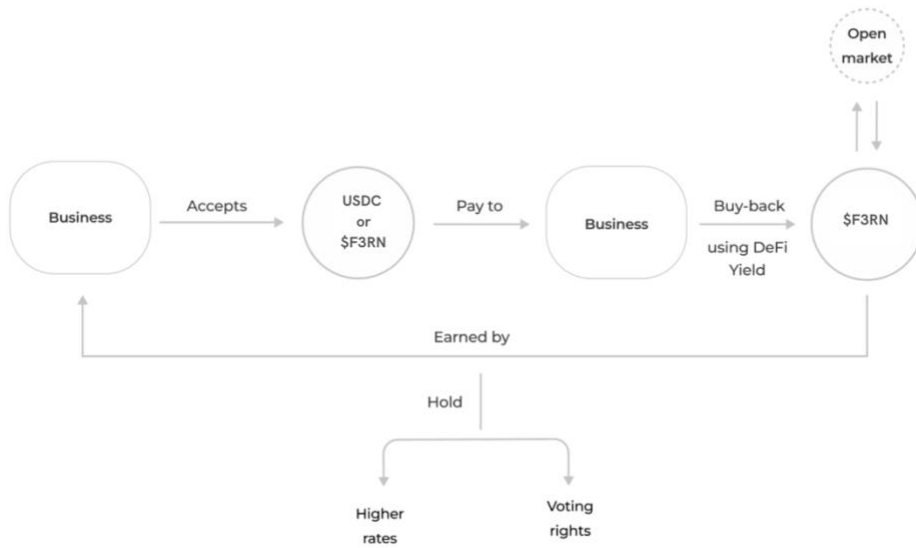 Open
market
Business
Accepts
USDC
or
$F3RN
Pay to
Business
Buy-back
using DeFi
Yield
$F3RN
Earned by
Hold
Higher
rates
Voting
rights